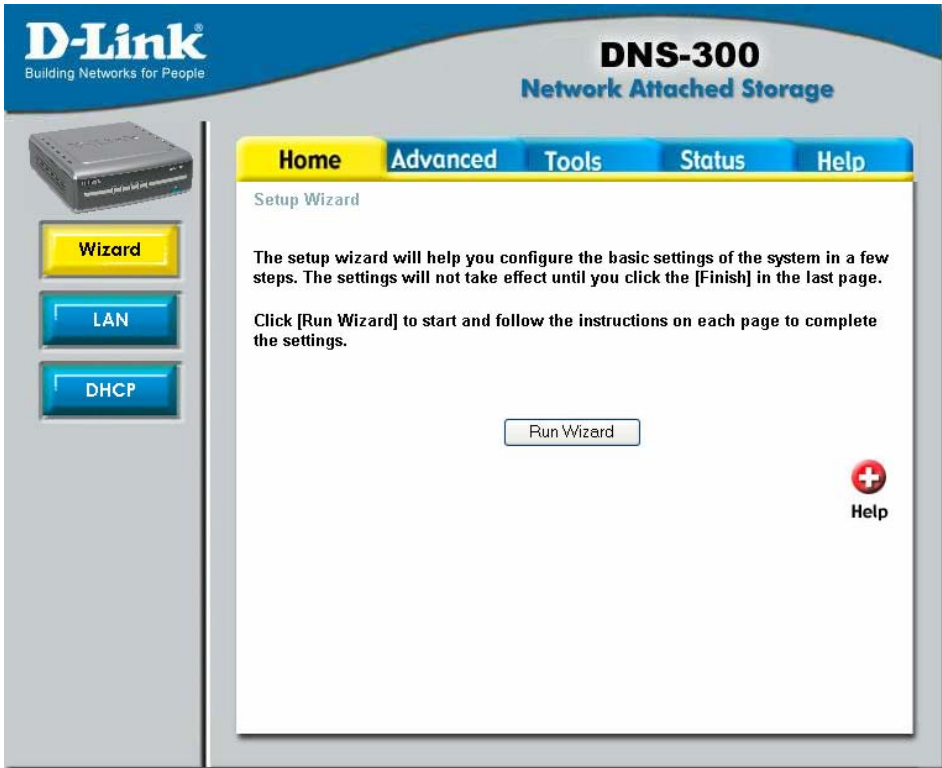 D-Link®
Building Networks for People
DNS-300
Network Attached Storage
D-Link
Home
Advanced
Tools
Status
Help
Setup Wizard
Wizard
LAN
DHCP
The setup wizard will help you configure the basic settings of the system in a few
steps. The settings will not take effect until you click the [Finish] in the last page.
Click [Run Wizard] to start and follow the instructions on each page to complete
the settings.
Run Wizard
Help